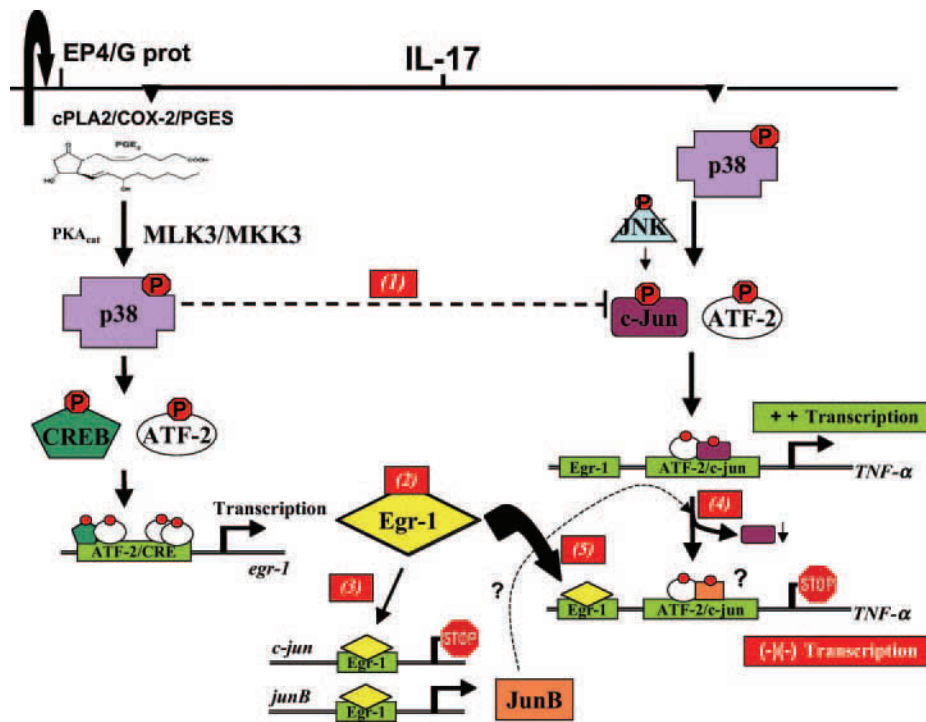 EP4/G prot
IL-17
cPLA2/COX-2/PGES
PGE2
COOH
O
HO
OH
P
p38
PKAcat
MLK3/MKK3
P
JNK
P
p38
(1)
P
c-Jun
P
ATF-2
P
CREB
P
ATF-2
+ + Transcription
Egr-1
ATF-2/c-jun
TNF-α
(2)
Egr-1
Transcription
ATF-2/CRE
egr-1
(4)
(5)
?
?
STOP!
Egr-1
ATF-2/c-jun
TNF-α
(3)
c-jun
Egr-1
STOP
(-)(-) Transcription
junB
Egr-1
JunB